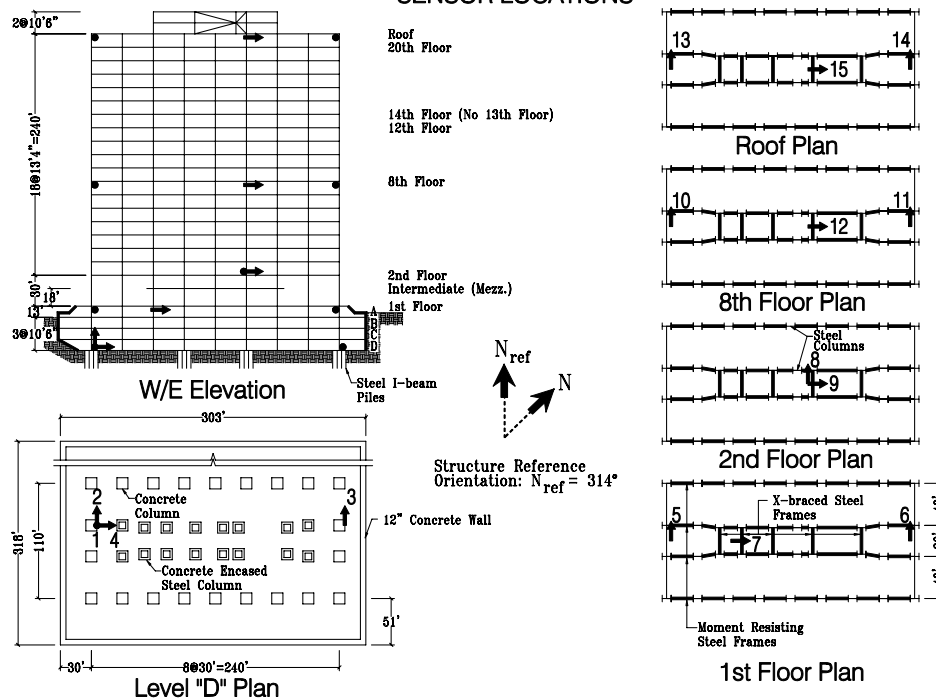 SENSOR LOCATIONS
2@10'6"
18@13'4"=240'
30'
18'
13'
3@10'6"
Roof
20th Floor
14th Floor (No 13th Floor)
12th Floor
8th Floor
2nd Floor
Intermediate (Mezz.)
1st Floor
A
B
C
D
Steel I-beam
Piles
W/E Elevation
303'
318'
110'
2
3
1
4
Concrete
Column
Concrete Encased
Steel Column
12" Concrete Wall
51'
30'
8@30'=240'
Level "D" Plan
Nref
N
Structure Reference
Orientation: Nref = 314°
13
14
15
Roof Plan
10
11
12
8th Floor Plan
Steel
Columns
8
9
2nd Floor Plan
5
X-braced Steel
Frames
6
7
Moment Resisting
Steel Frames
1st Floor Plan